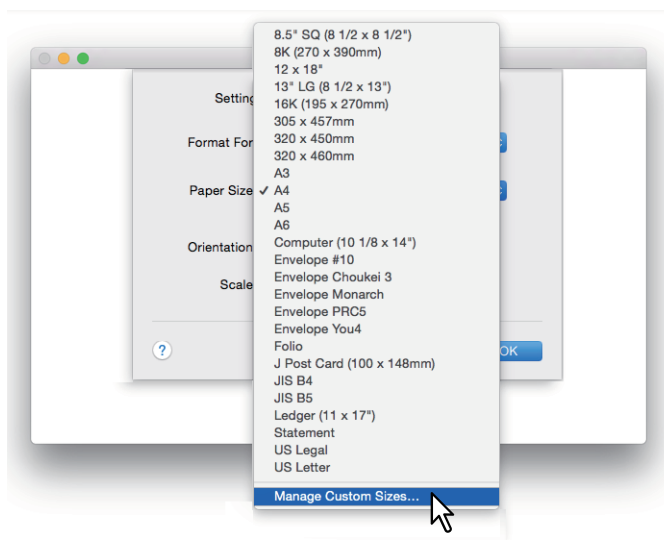 8.5" SQ (8 1/2 x 8 1/2")
8K (270 x 390mm)
12 x 18"
13" LG (8 1/2 x 13")
16K (195 x 270mm)
305 x 457mm
320 x 450mm
320 x 460mm
A3
✓ A4
A5
A6
Computer (10 1/8 x 14")
Envelope #10
Envelope Choukei 3
Envelope Monarch
Envelope PRC5
Envelope You4
Folio
J Post Card (100 x 148mm)
JIS B4
JIS B5
Ledger (11 x 17")
Statement
US Legal
US Letter
Manage Custom Sizes...
Setting
Format For
Paper Size
Orientation
Scale
?
OK